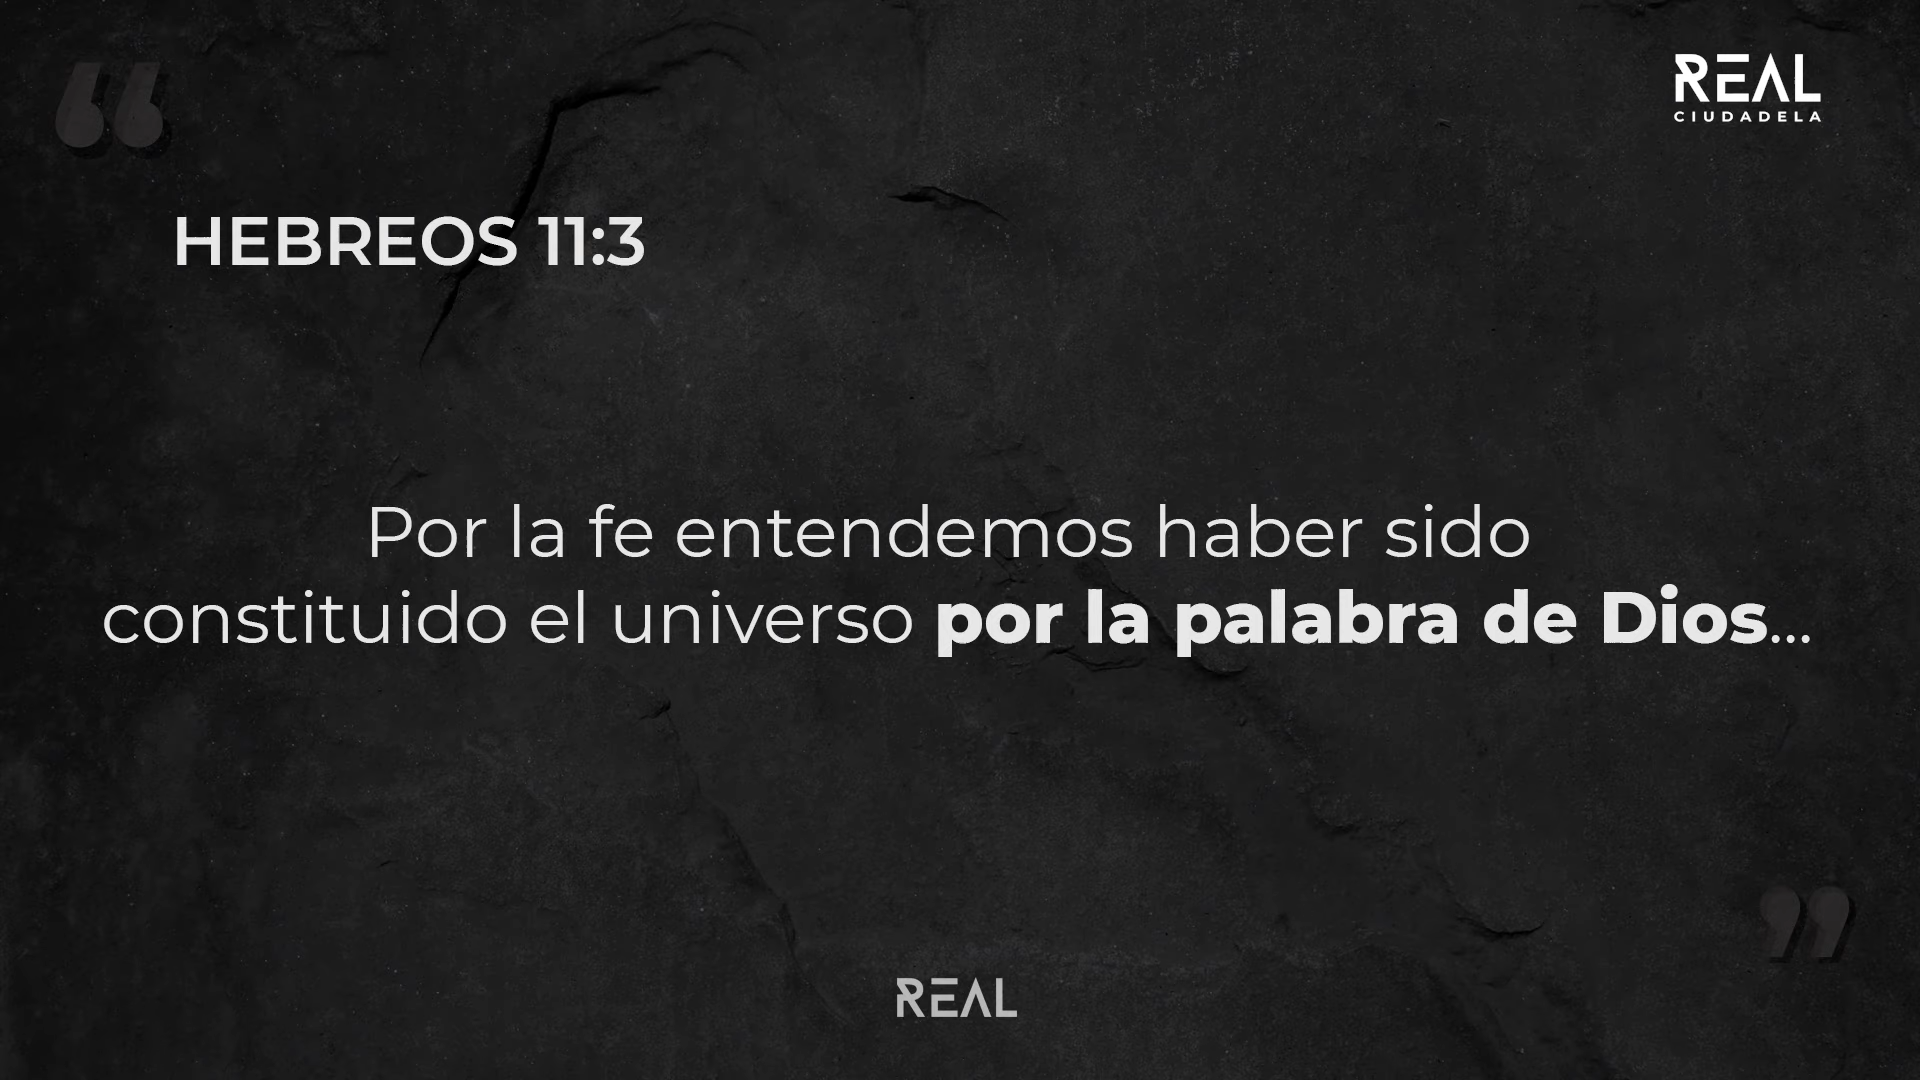 REAL
CIUDADELA
HEBREOS 11:3
Por la fe entendemos haber sido
constituido el universo por la palabra de Dios...
REAL